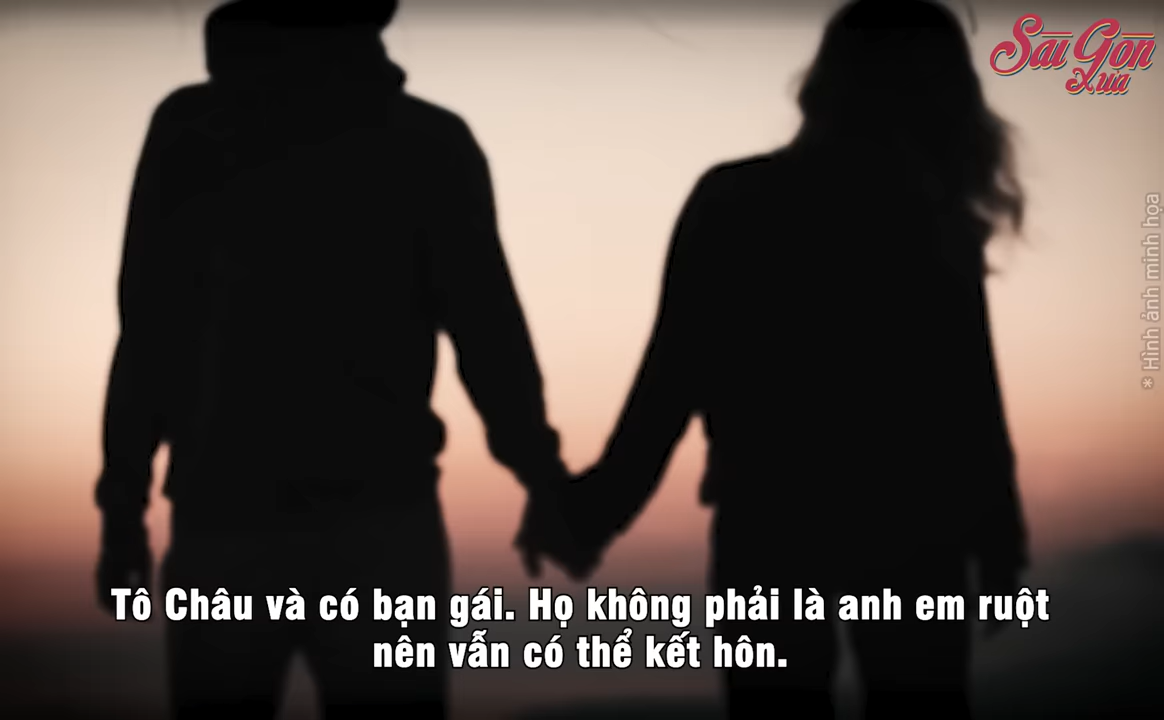 Sài Gòn
Xưa
* Hình ảnh minh họa
Tô Châu và có bạn gái. Họ không phải là anh em ruột
nên vẫn có thể kết hôn.